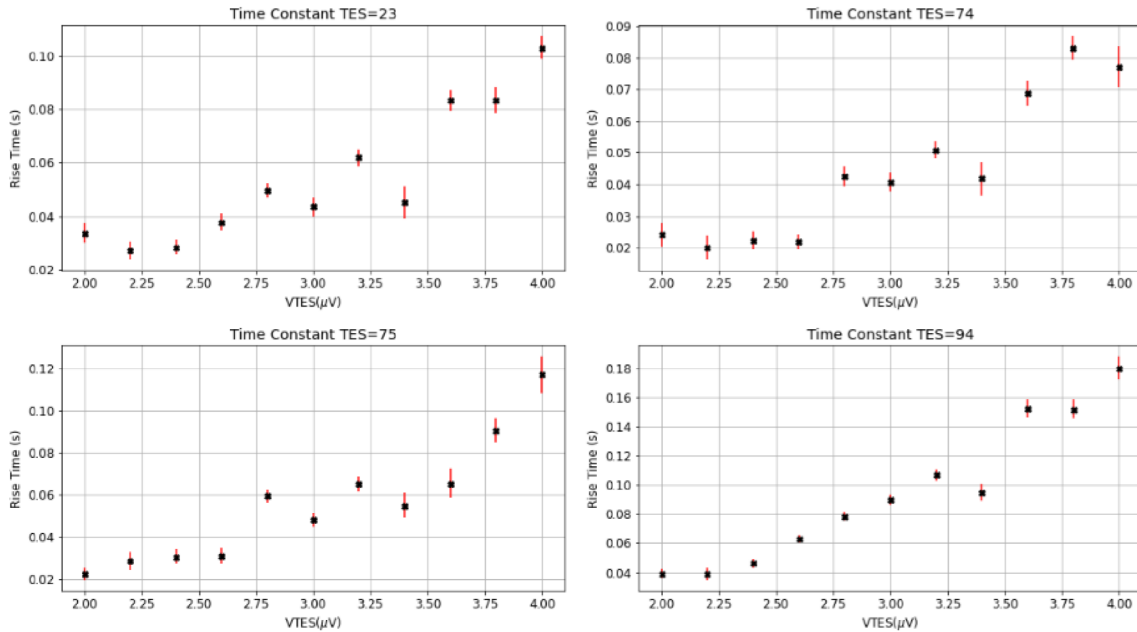 Time Constant TES=23
0.10
0.08
0.06
0.04
0.02
Rise Time (s)
2.00 2.25 2.50 2.75 3.00 3.25 3.50 3.75 4.00
VTES(μV)
Time Constant TES=74
0.09
0.08
0.07
0.06
0.05
0.04
0.03
0.02
Rise Time (s)
2.00 2.25 2.50 2.75 3.00 3.25 3.50 3.75 4.00
VTES(μV)
Time Constant TES=75
0.12
0.10
0.08
0.06
0.04
0.02
Rise Time (s)
2.00 2.25 2.50 2.75 3.00 3.25 3.50 3.75 4.00
VTES(μV)
Time Constant TES=94
0.18
0.16
0.14
0.12
0.10
0.08
0.06
0.04
Rise Time (s)
2.00 2.25 2.50 2.75 3.00 3.25 3.50 3.75 4.00
VTES(μV)